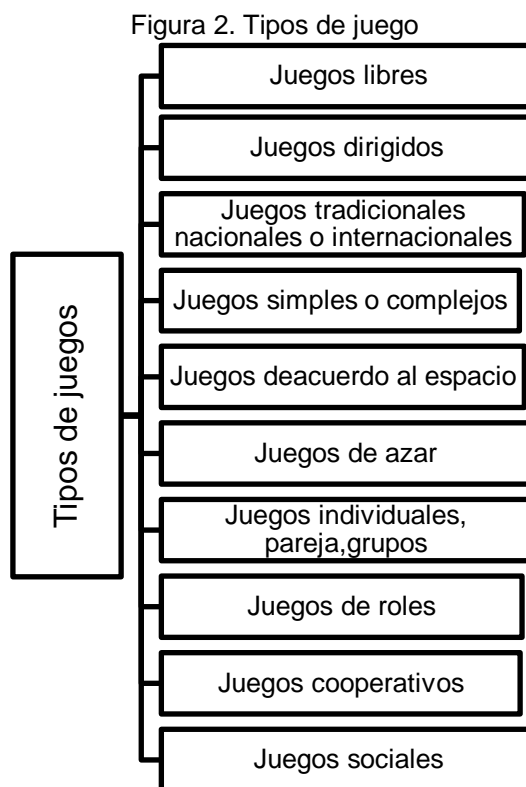 Figura 2. Tipos de juego
Tipos de juegos
Juegos libres
Juegos dirigidos
Juegos tradicionales
nacionales o internacionales
Juegos simples o complejos
Juegos deacuerdo al espacio
Juegos de azar
Juegos individuales,
pareja,grupos
Juegos de roles
Juegos cooperativos
Juegos sociales